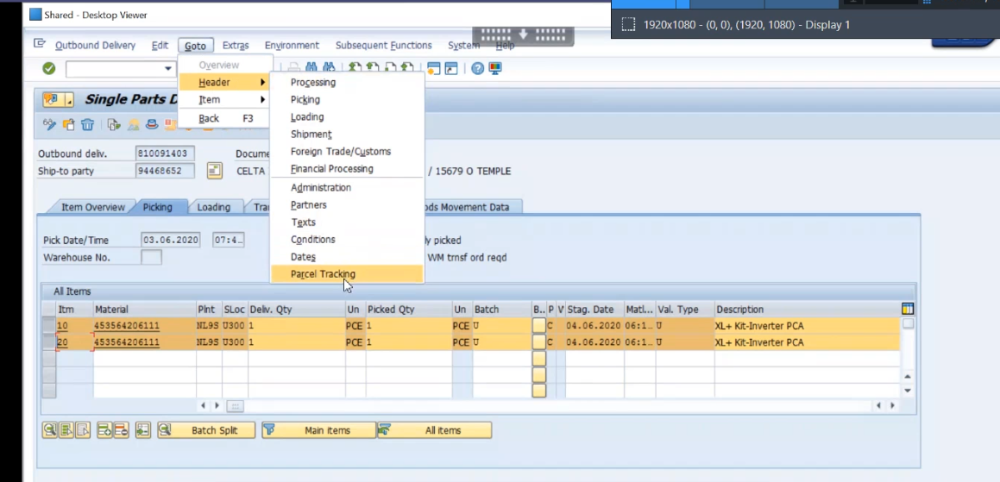 Shared - Desktop Viewer
1920x1080 - (0, 0), (1920, 1080) - Display 1
Outbound Delivery Edit Goto Extras Environment Subsequent Functions System Help
Overview
Header
Item
Back F3
Processing
Picking
Loading
Shipment
Foreign Trade/Customs
Financial Processing
Administration
Partners
Texts
Conditions
Dates
Parcel Tracking
Single Parts D
Outbound deliv. 810091403 Docume
Ship-to party 94468652 CELTA / 15679 O TEMPLE
Item Overview Picking Loading Tra ods Movement Data
Pick Date/Time 03.06.2020 07:4.. ly picked
Warehouse No. WM trnsf ord reqd
All Items
Itm Material Plnt SLoc Deliv. Qty Un Picked Qty Un Batch B.. P V Stag. Date Matl... Val. Type Description
10 453564206111 NL9S U300 1 PCE 1 PCE U C 04.06.2020 06:1.. U XL+ Kit-Inverter PCA
20 453564206111 NL9S U300 1 PCE 1 PCE U C 04.06.2020 06:1.. U XL+ Kit-Inverter PCA
Batch Split Main items All items